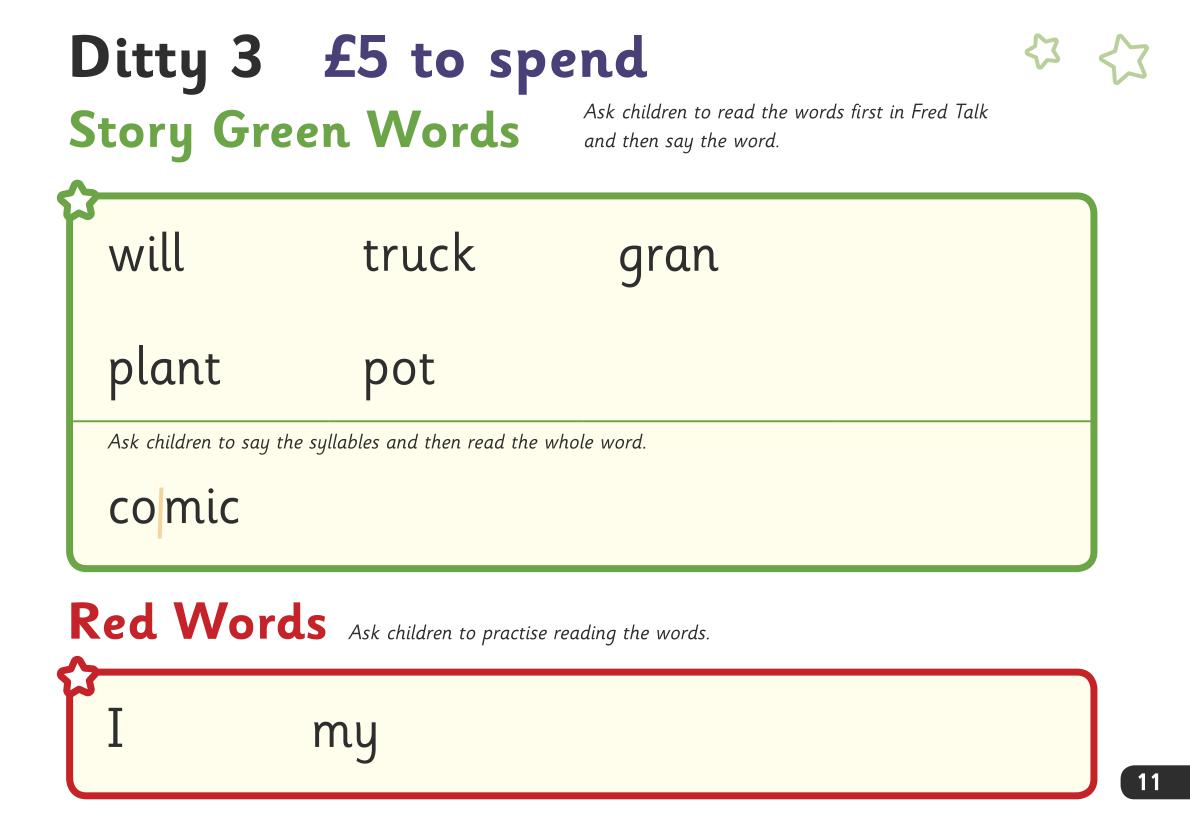 Ditty 3 £5 to spend
Story Green Words
Ask children to read the words first in Fred Talk
and then say the word.
will truck gran
plant pot
Ask children to say the syllables and then read the whole word.
co|mic
Red Words Ask children to practise reading the words.
I my
11